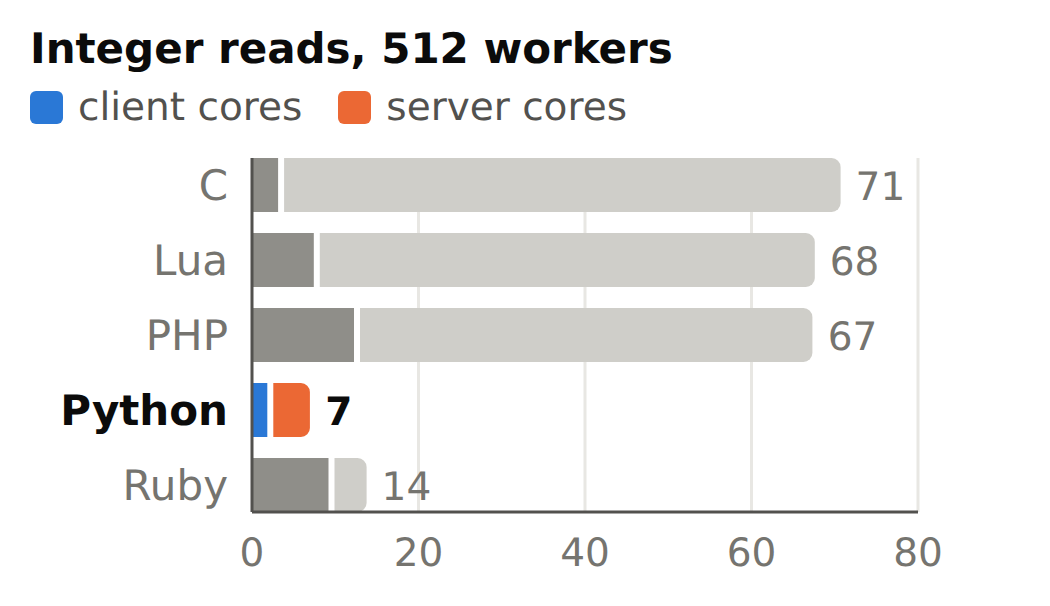 Integer reads, 512 workers
client cores server cores
C 71
Lua 68
PHP 67
Python 7
Ruby 14
0 20 40 60 80